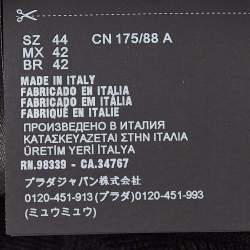 SZ 44 CN 175/88 A
MX 42
BR 42
MADE IN ITALY
FABRICADO EN ITALIA
FABRICADO EM ITÁLIA
FABRIQUÉ EN ITALIE
ПРОИЗВЕДЕНО В ИТАЛИЯ
ΚΑΤΑΣΚΕΥΑΖΕΤΑΙ ΣΤΗΝ ΙΤΑΛΙΑ
ÜRETİM YERİ İTALYA
RN.98339 - CA.34767
プラダジャパン株式会社
0120-451-913(プラダ)0120-451-993
(ミュウミュウ)